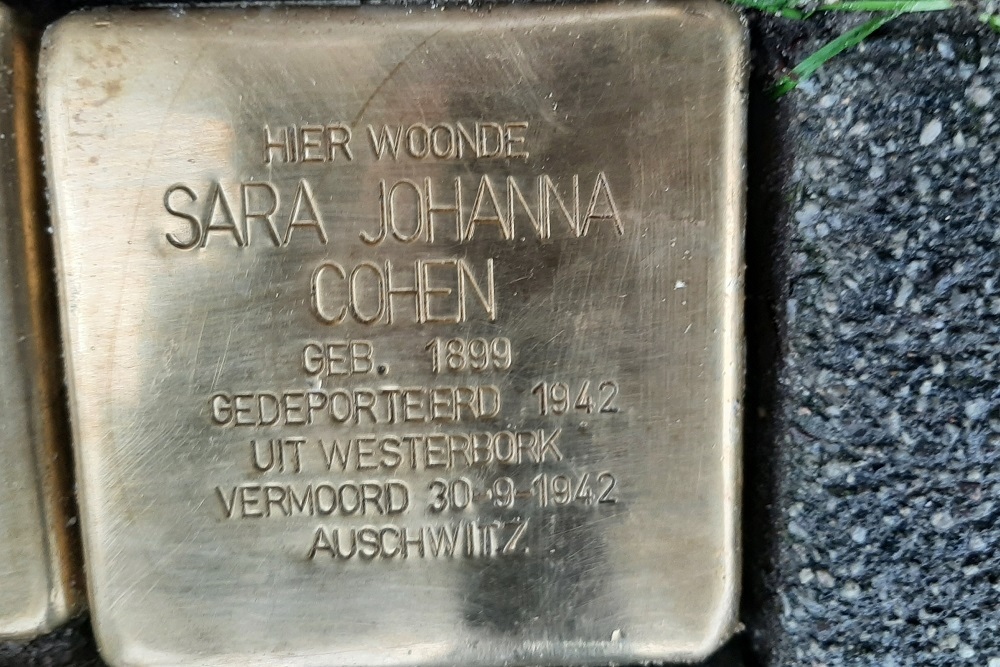 HIER WOONDE
SARA JOHANNA
COHEN
GEB. 1899
GEDEPORTEERD 1942
UIT WESTERBORK
VERMOORD 30-9-1942
AUSCHWITZ